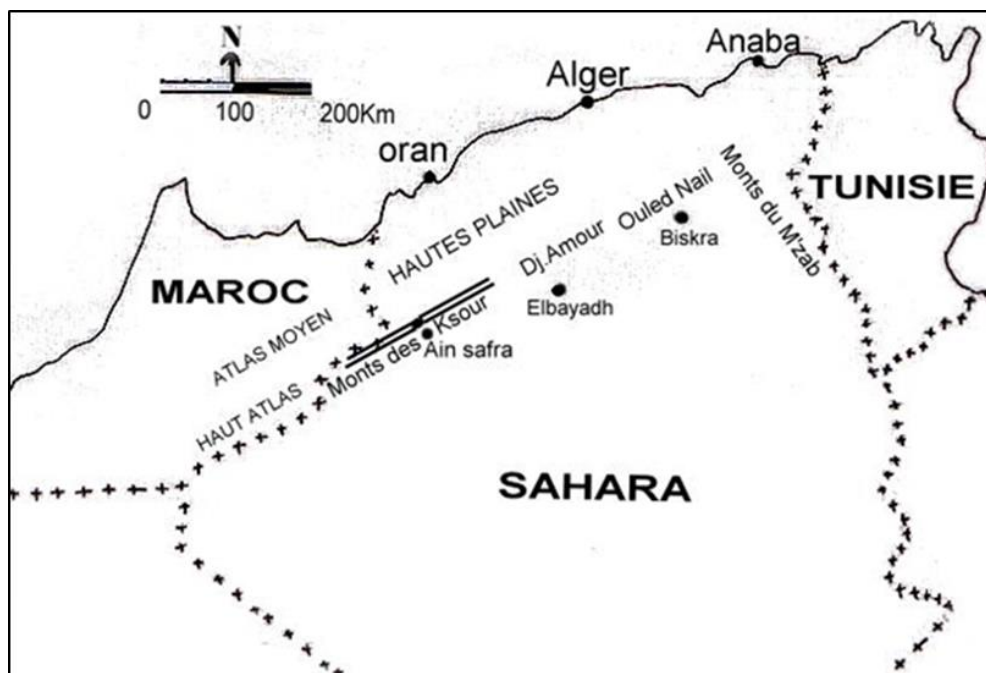 N
0 100 200Km
Anaba
Alger
oran
TUNISIE
Monts du M'zab
Ouled Nail
Biskra
HAUTES PLAINES
Dj.Amour
MAROC
Elbayadh
ATLAS MOYEN
Monts des Ksour
Ain safra
HAUT ATLAS
SAHARA